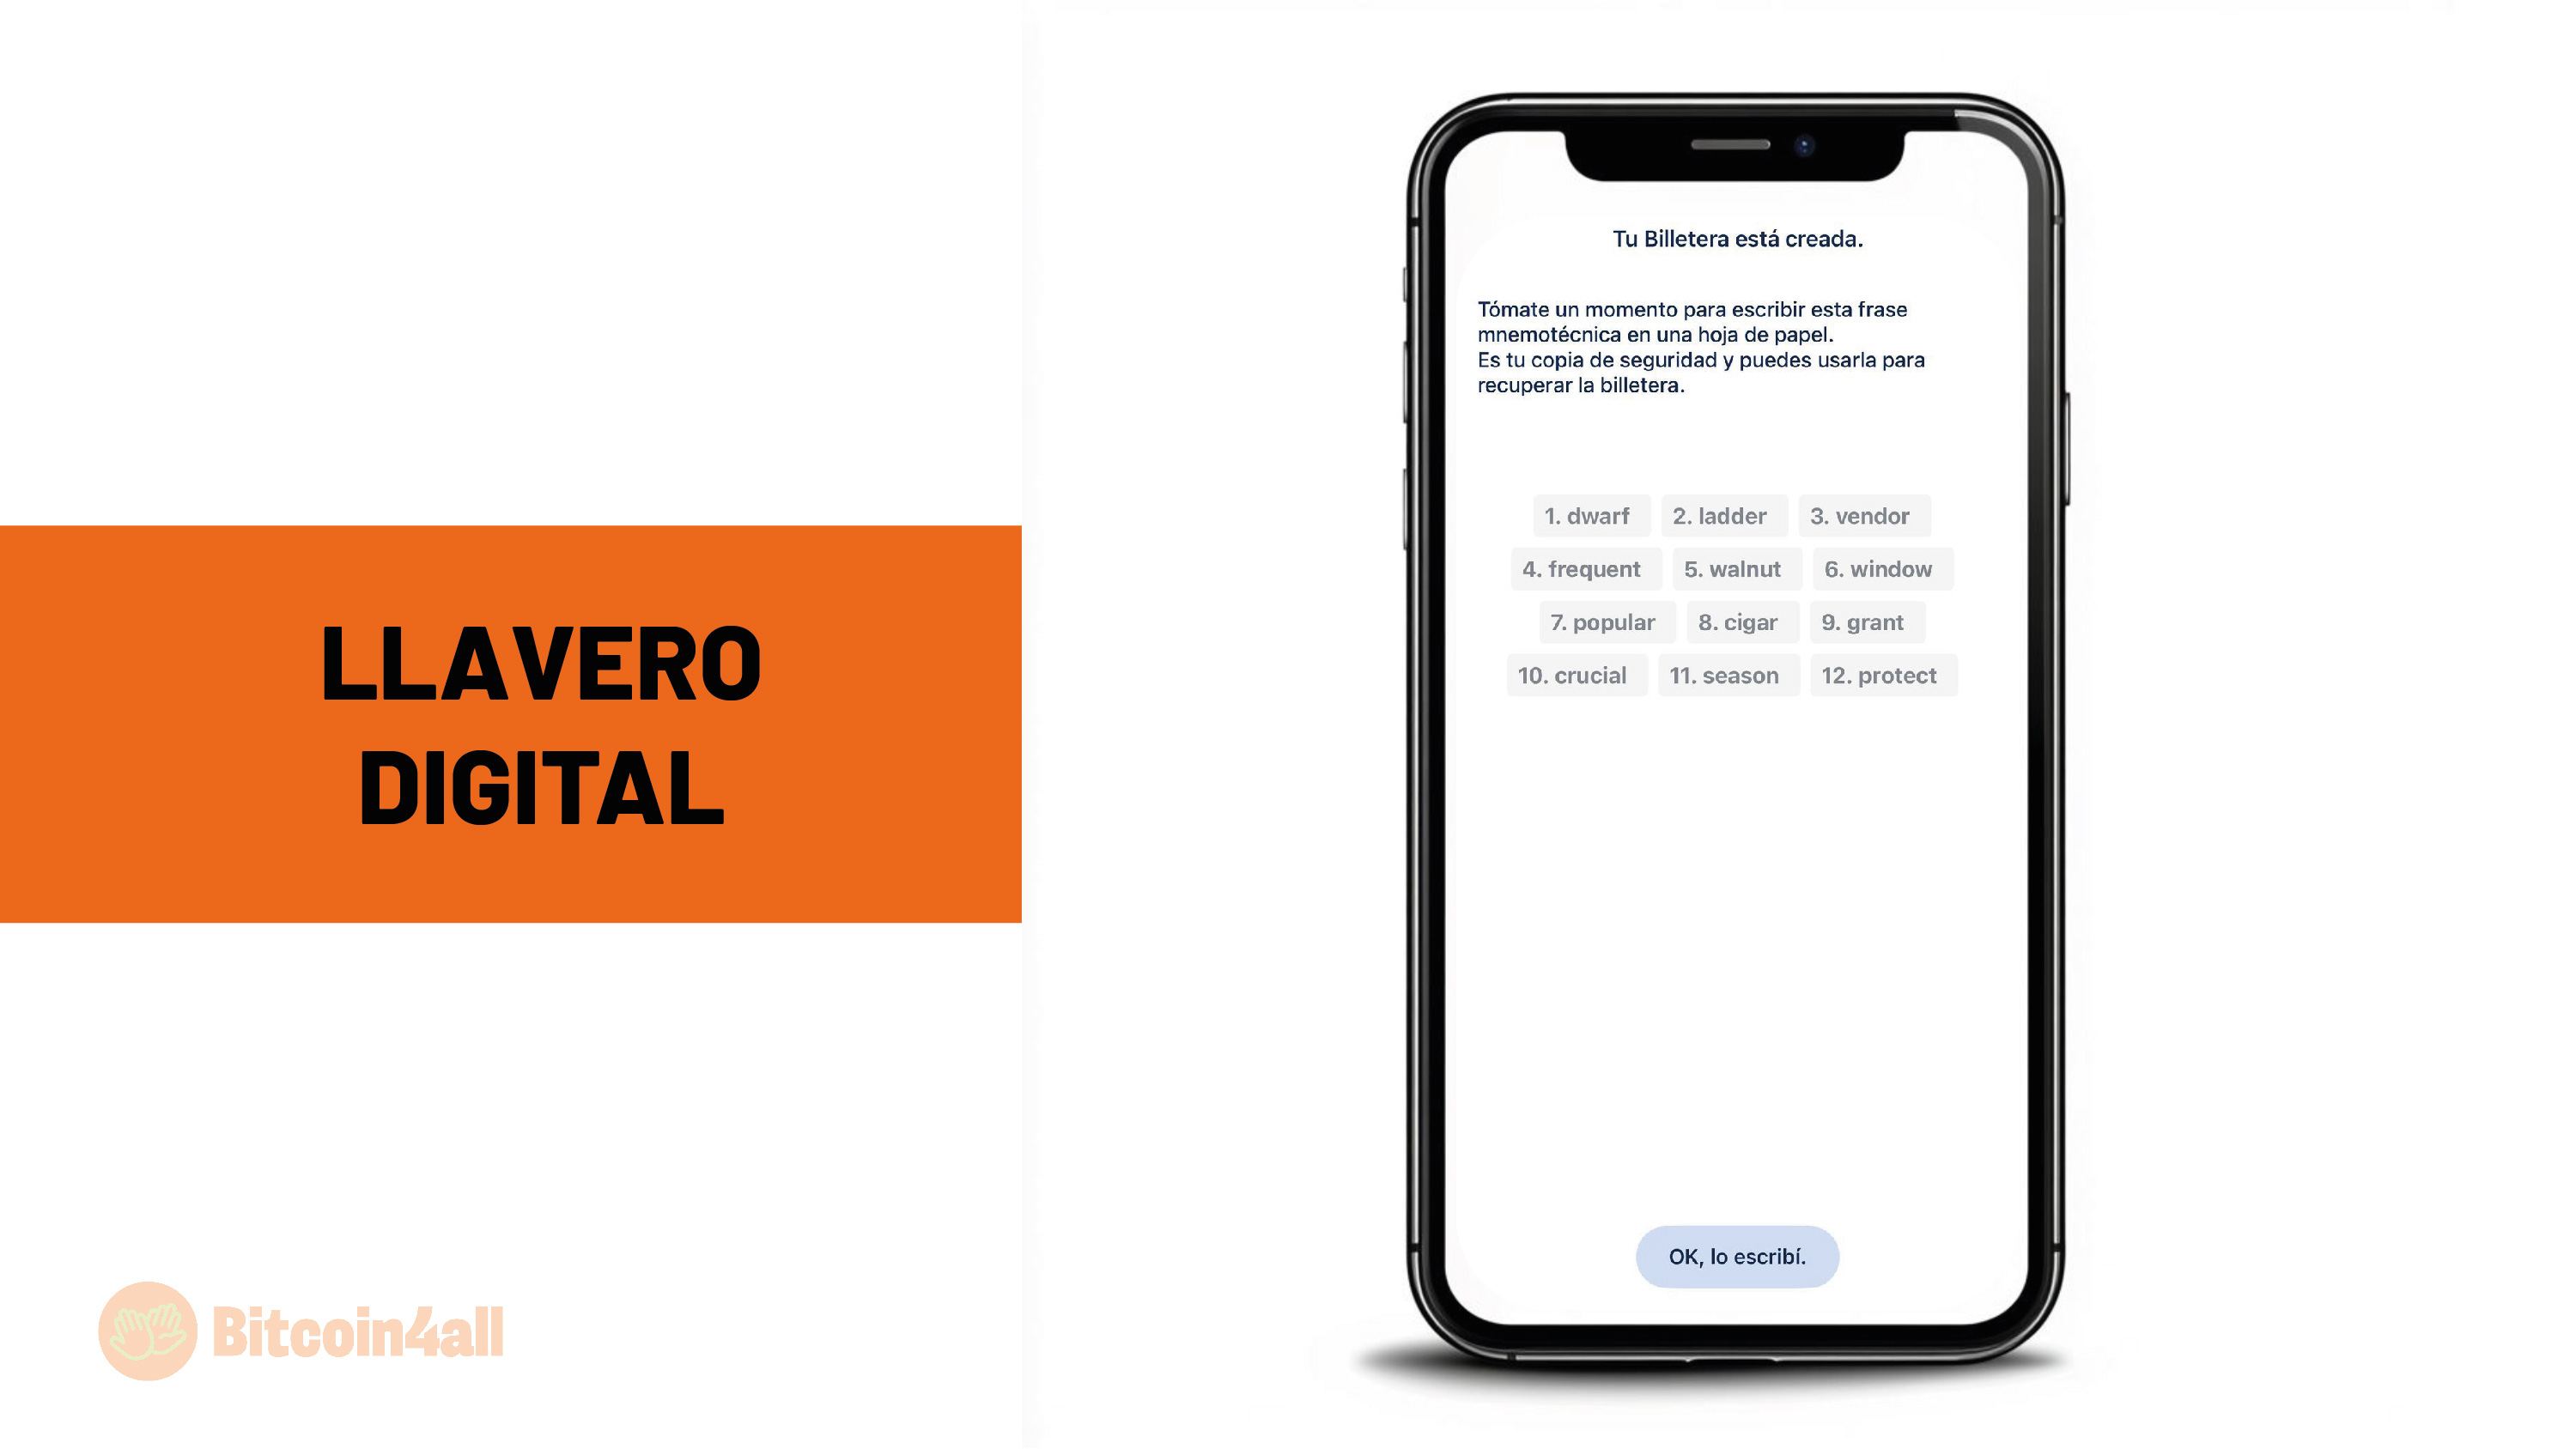 LLAVERO
DIGITAL
Bitcoin4all
Tu Billetera está creada.
Tómate un momento para escribir esta frase
mnemotécnica en una hoja de papel.
Es tu copia de seguridad y puedes usarla para
recuperar la billetera.
1. dwarf 2. ladder 3. vendor
4. frequent 5. walnut 6. window
7. popular 8. cigar 9. grant
10. crucial 11. season 12. protect
OK, lo escribí.